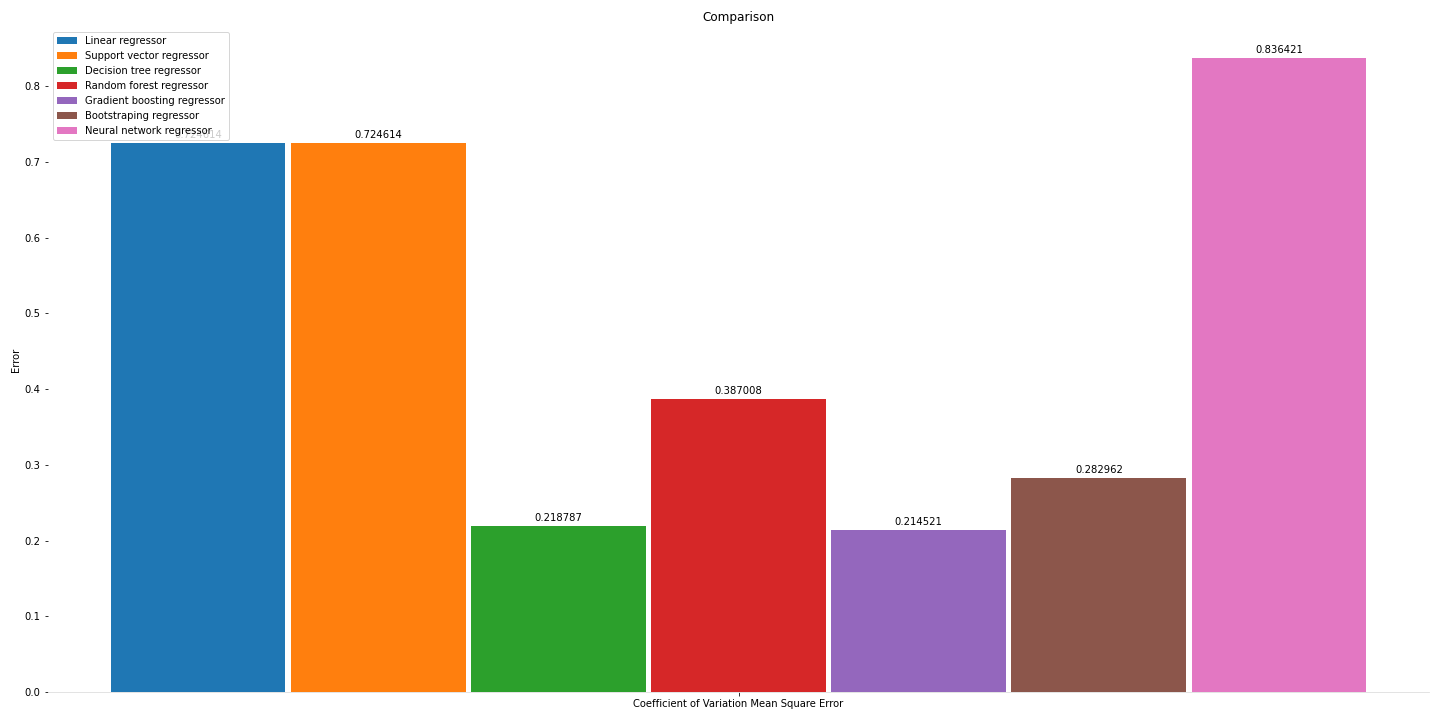 Comparison
Linear regressor
Support vector regressor
Decision tree regressor
Random forest regressor
Gradient boosting regressor
Bootstraping regressor
Neural network regressor
0.724614
0.724614
0.218787
0.387008
0.214521
0.282962
0.836421
0.8
0.7
0.6
0.5
0.4
0.3
0.2
0.1
0.0
Error
Coefficient of Variation Mean Square Error